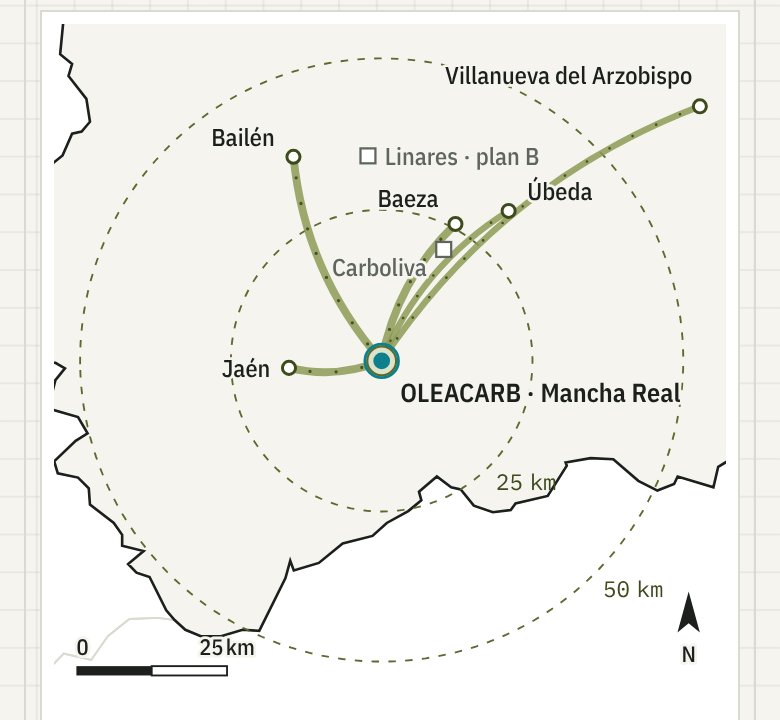 Villanueva del Arzobispo
Bailén
Linares · plan B
Úbeda
Baeza
Carboliva
Jaén
OLEACARB · Mancha Real
25 km
50 km
0
25 km
N